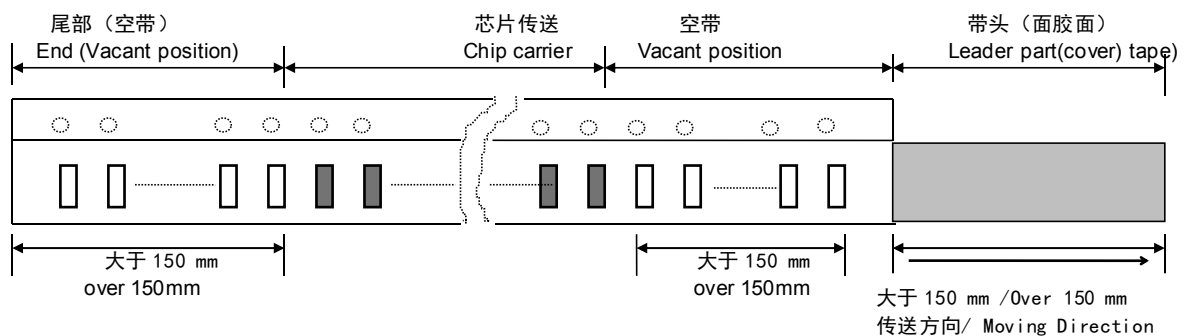 尾部（空带）
End (Vacant position)
芯片传送
Chip carrier
空带
Vacant position
带头（面胶面）
Leader part(cover) tape)
大于 150 mm
over 150mm
大于 150 mm
over 150mm
大于 150 mm /Over 150 mm
传送方向/ Moving Direction